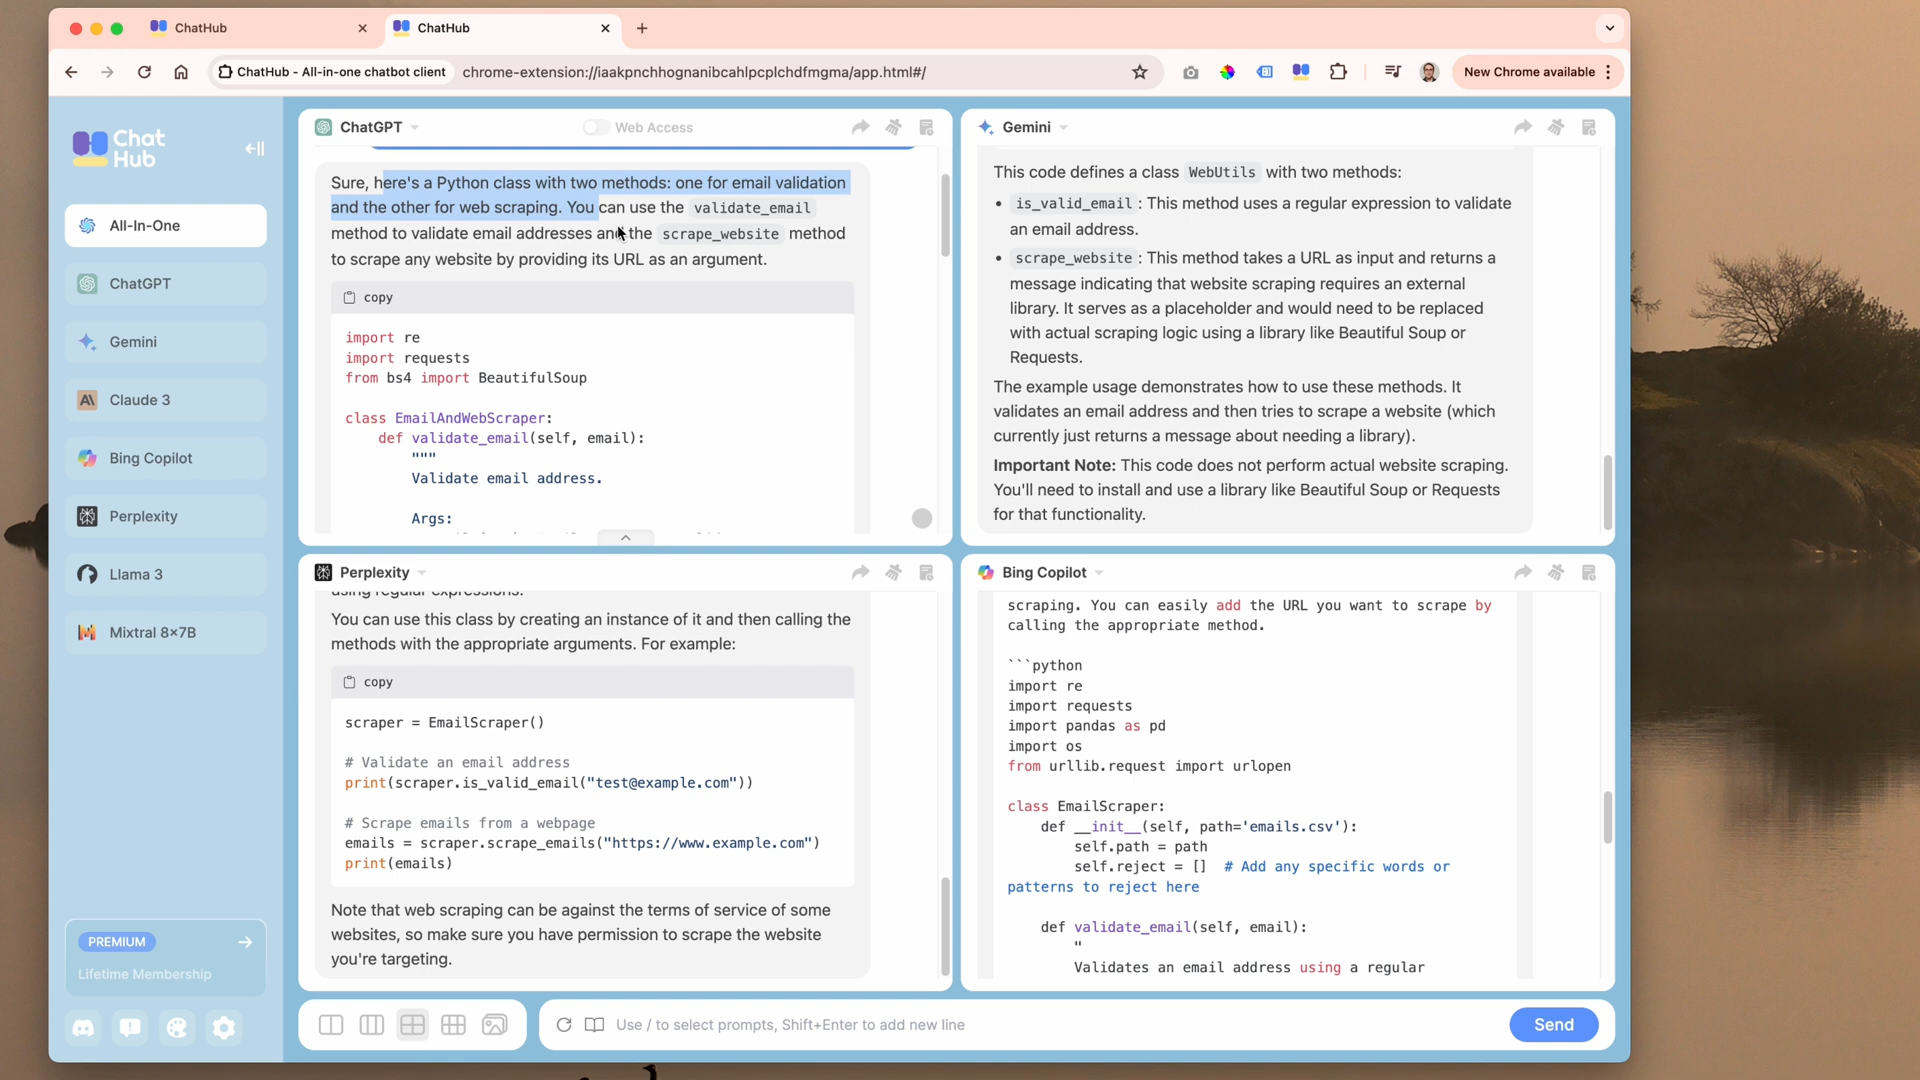 ChatHub
ChatHub
ChatHub - All-in-one chatbot client
chrome-extension://iaakpnchhognanibcahlpcplchdfmgma/app.html#/
New Chrome available
Chat
Hub
All-In-One
ChatGPT
Gemini
Claude 3
Bing Copilot
Perplexity
Llama 3
Mixtral 8x7B
PREMIUM
Lifetime Membership
ChatGPT
Web Access
Sure, here's a Python class with two methods: one for email validation
and the other for web scraping. You can use the validate_email
method to validate email addresses and the scrape_website method
to scrape any website by providing its URL as an argument.
copy
import re
import requests
from bs4 import BeautifulSoup
class EmailAndWebScraper:
def validate_email(self, email):
"""
Validate email address.
Args:
Gemini
This code defines a class WebUtils with two methods:
• is_valid_email: This method uses a regular expression to validate
an email address.
• scrape_website: This method takes a URL as input and returns a
message indicating that website scraping requires an external
library. It serves as a placeholder and would need to be replaced
with actual scraping logic using a library like Beautiful Soup or
Requests.
The example usage demonstrates how to use these methods. It
validates an email address and then tries to scrape a website (which
currently just returns a message about needing a library).
Important Note: This code does not perform actual website scraping.
You'll need to install and use a library like Beautiful Soup or Requests
for that functionality.
Perplexity
using regular expressions.
You can use this class by creating an instance of it and then calling the
methods with the appropriate arguments. For example:
copy
scraper = EmailScraper()
# Validate an email address
print(scraper.is_valid_email("test@example.com"))
# Scrape emails from a webpage
emails = scraper.scrape_emails("https://www.example.com")
print(emails)
Note that web scraping can be against the terms of service of some
websites, so make sure you have permission to scrape the website
you're targeting.
Bing Copilot
scraping. You can easily add the URL you want to scrape by
calling the appropriate method.
```python
import re
import requests
import pandas as pd
import os
from urllib.request import urlopen
class EmailScraper:
def __init__(self, path='emails.csv'):
self.path = path
self.reject = [] # Add any specific words or
patterns to reject here
def validate_email(self, email):
"
Validates an email address using a regular
Use / to select prompts, Shift+Enter to add new line
Send